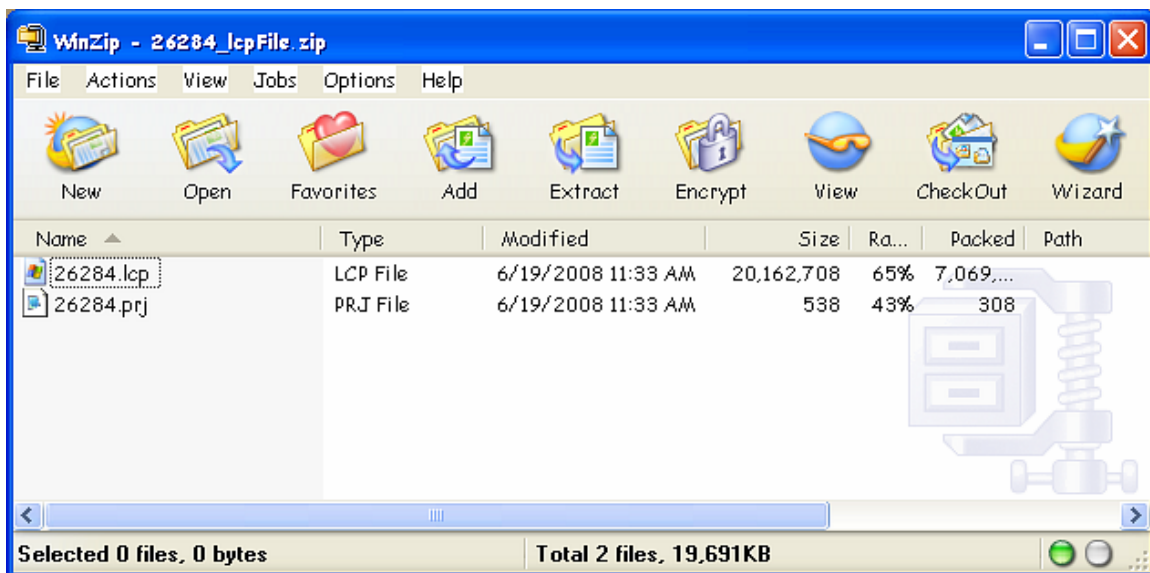 WinZip - 26284_lcpFile.zip
File Actions View Jobs Options Help
New Open Favorites Add Extract Encrypt View CheckOut Wizard
Name Type Modified Size Ra... Packed Path
26284.lcp LCP File 6/19/2008 11:33 AM 20,162,708 65% 7,069,...
26284.prj PRJ File 6/19/2008 11:33 AM 538 43% 308
Selected 0 files, 0 bytes Total 2 files, 19,691KB